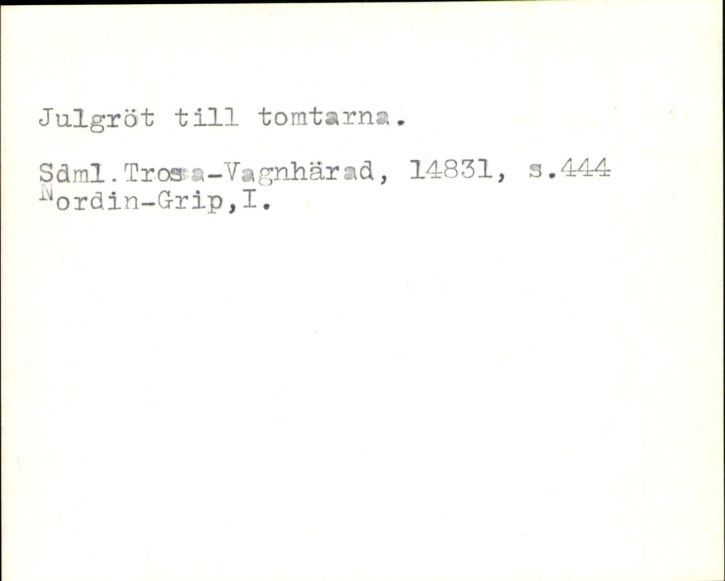 Julgröt till tomtarna.
Sdml.Trosa-Vagnhärad, 14831, s.444
Nordin-Grip,I.